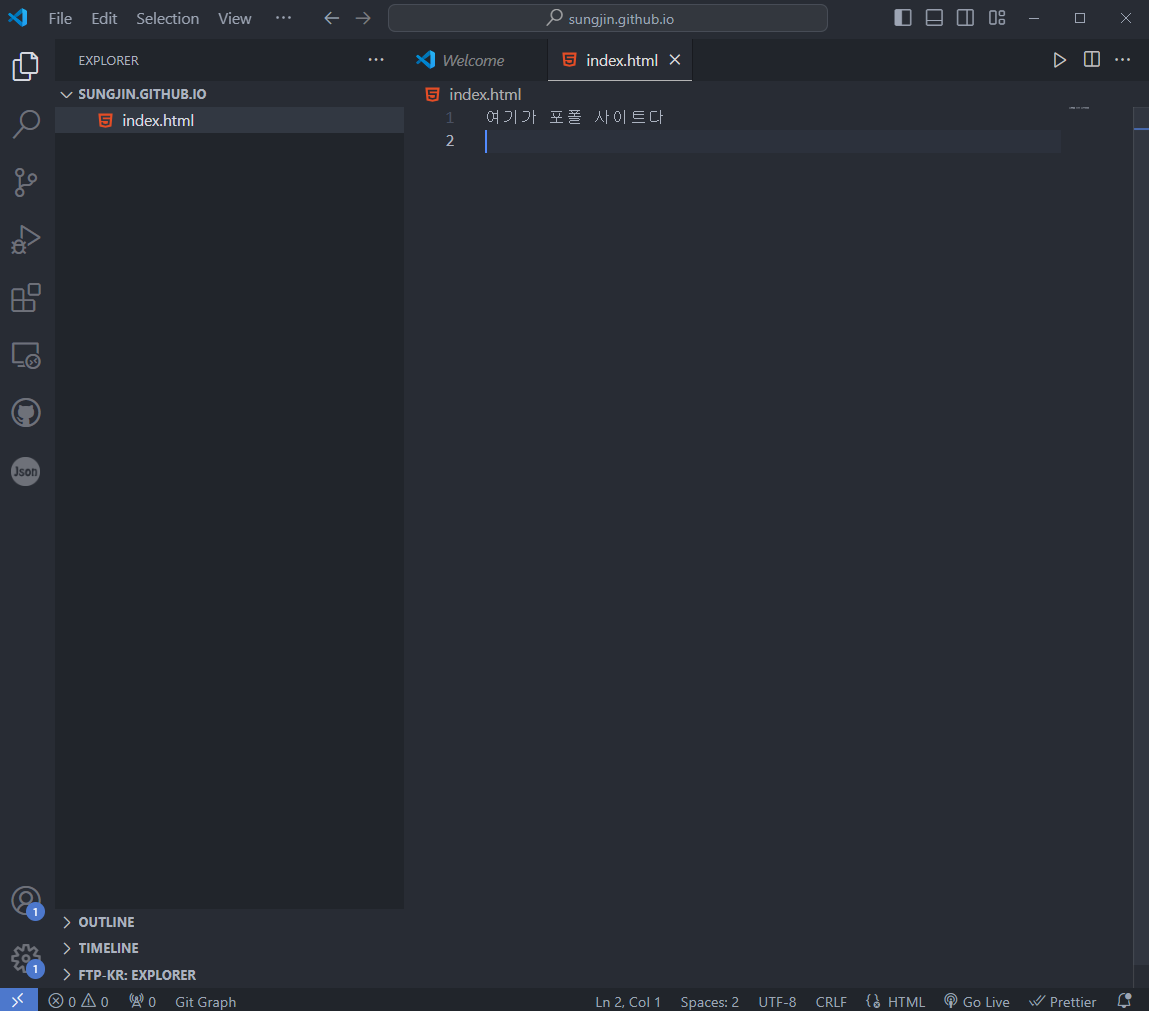 File Edit Selection View ··· sungjin.github.io
EXPLORER ···
Welcome index.html
SUNGJIN.GITHUB.IO
index.html
index.html
1 여기가 포폴 사이트다
2
Json
1
1
OUTLINE
TIMELINE
FTP-KR: EXPLORER
0 0 0 Git Graph Ln 2, Col 1 Spaces: 2 UTF-8 CRLF HTML Go Live Prettier